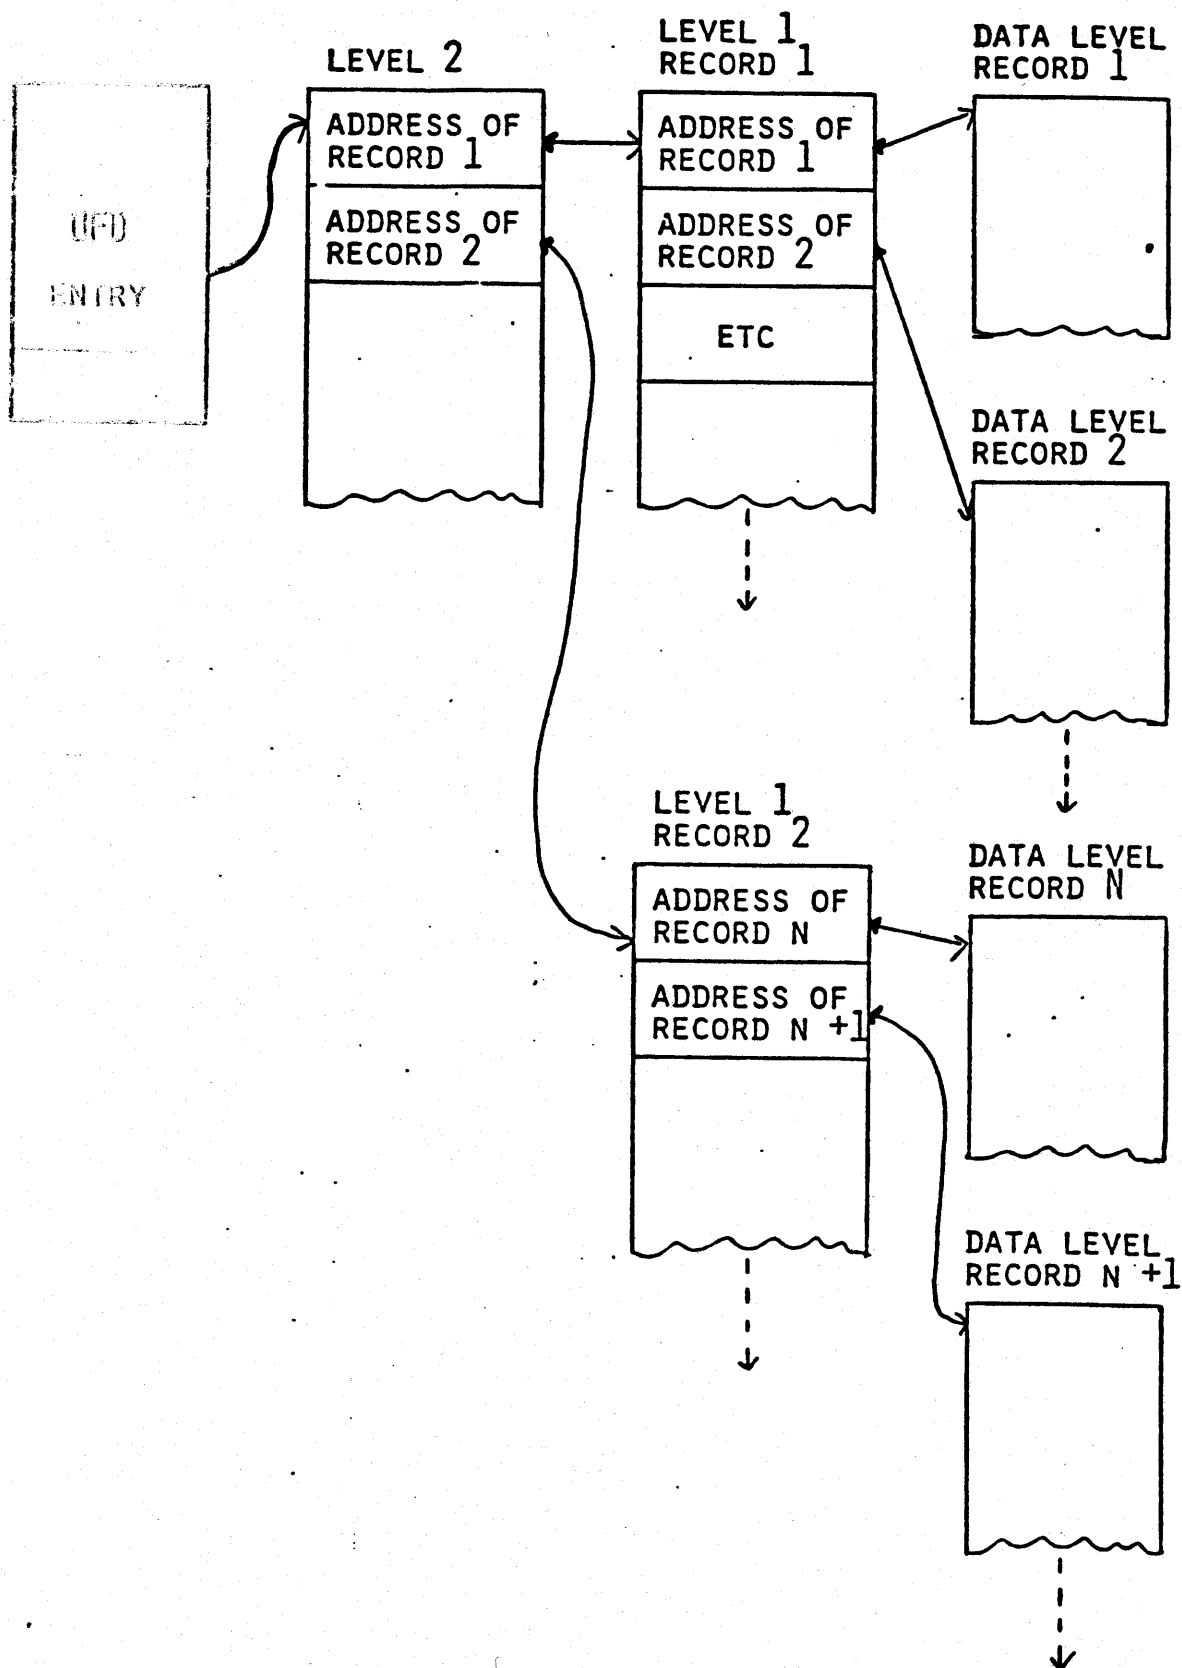 LEVEL 2
ADDRESS OF
RECORD 1
ADDRESS OF
RECORD 2
UFD
ENTRY
LEVEL 1
RECORD 1
ADDRESS OF
RECORD 1
ADDRESS OF
RECORD 2
ETC
DATA LEVEL
RECORD 1
DATA LEVEL
RECORD 2
LEVEL 1
RECORD 2
ADDRESS OF
RECORD N
ADDRESS OF
RECORD N +1
DATA LEVEL
RECORD N
DATA LEVEL
RECORD N +1